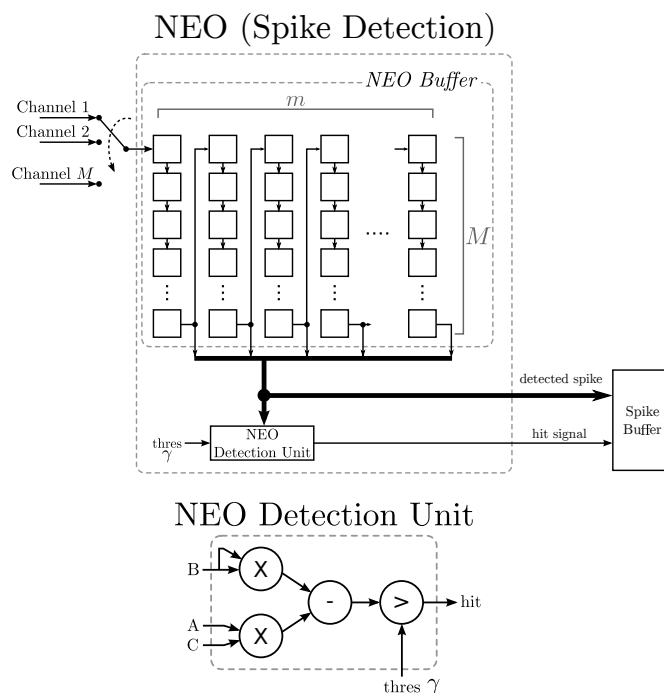 NEO (Spike Detection)
NEO Buffer
m
Channel 1
Channel 2
Channel M
M
....
detected spike
Spike
Buffer
thres
γ
NEO
Detection Unit
hit signal
NEO Detection Unit
B
X
-
>
hit
A
C
X
thres γ